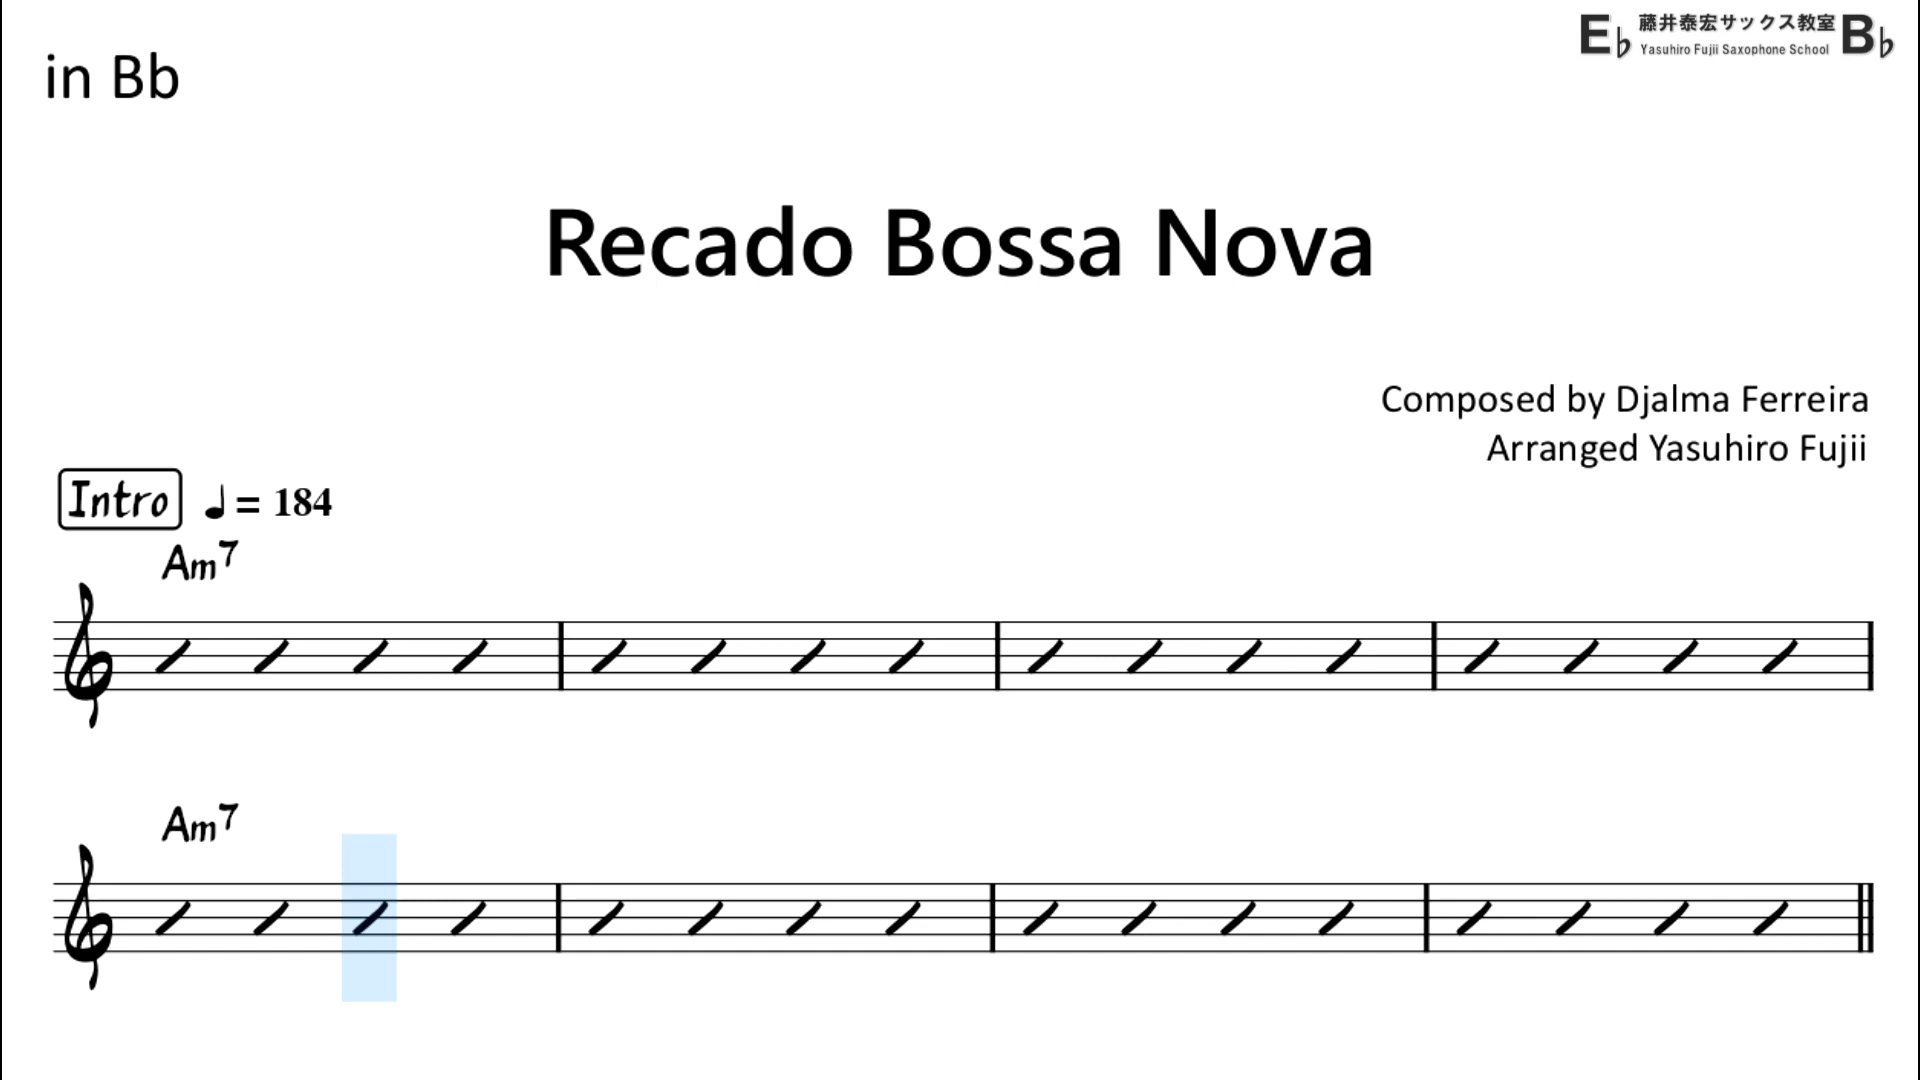 in Bb
E♭ 藤井泰宏サックス教室 B♭
Yasuhiro Fujii Saxophone School
Recado Bossa Nova
Composed by Djalma Ferreira
Arranged Yasuhiro Fujii
Intro ♩= 184
Am7
Am7